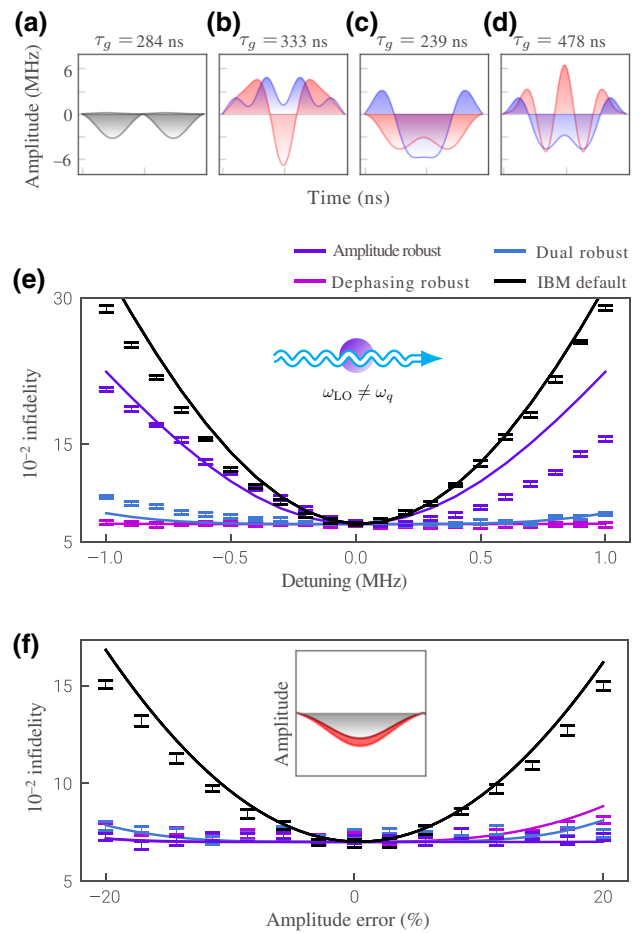 (a) (b) (c) (d)
τg = 284 ns τg = 333 ns τg = 239 ns τg = 478 ns
Amplitude (MHz)
6
0
−6
Time (ns)
Amplitude robust Dual robust
Dephasing robust IBM default
(e)
30
15
5
10⁻² infidelity
ωLO ≠ ωq
−1.0 −0.5 0.0 0.5 1.0
Detuning (MHz)
(f)
15
10
5
10⁻² infidelity
Amplitude
−20 0 20
Amplitude error (%)